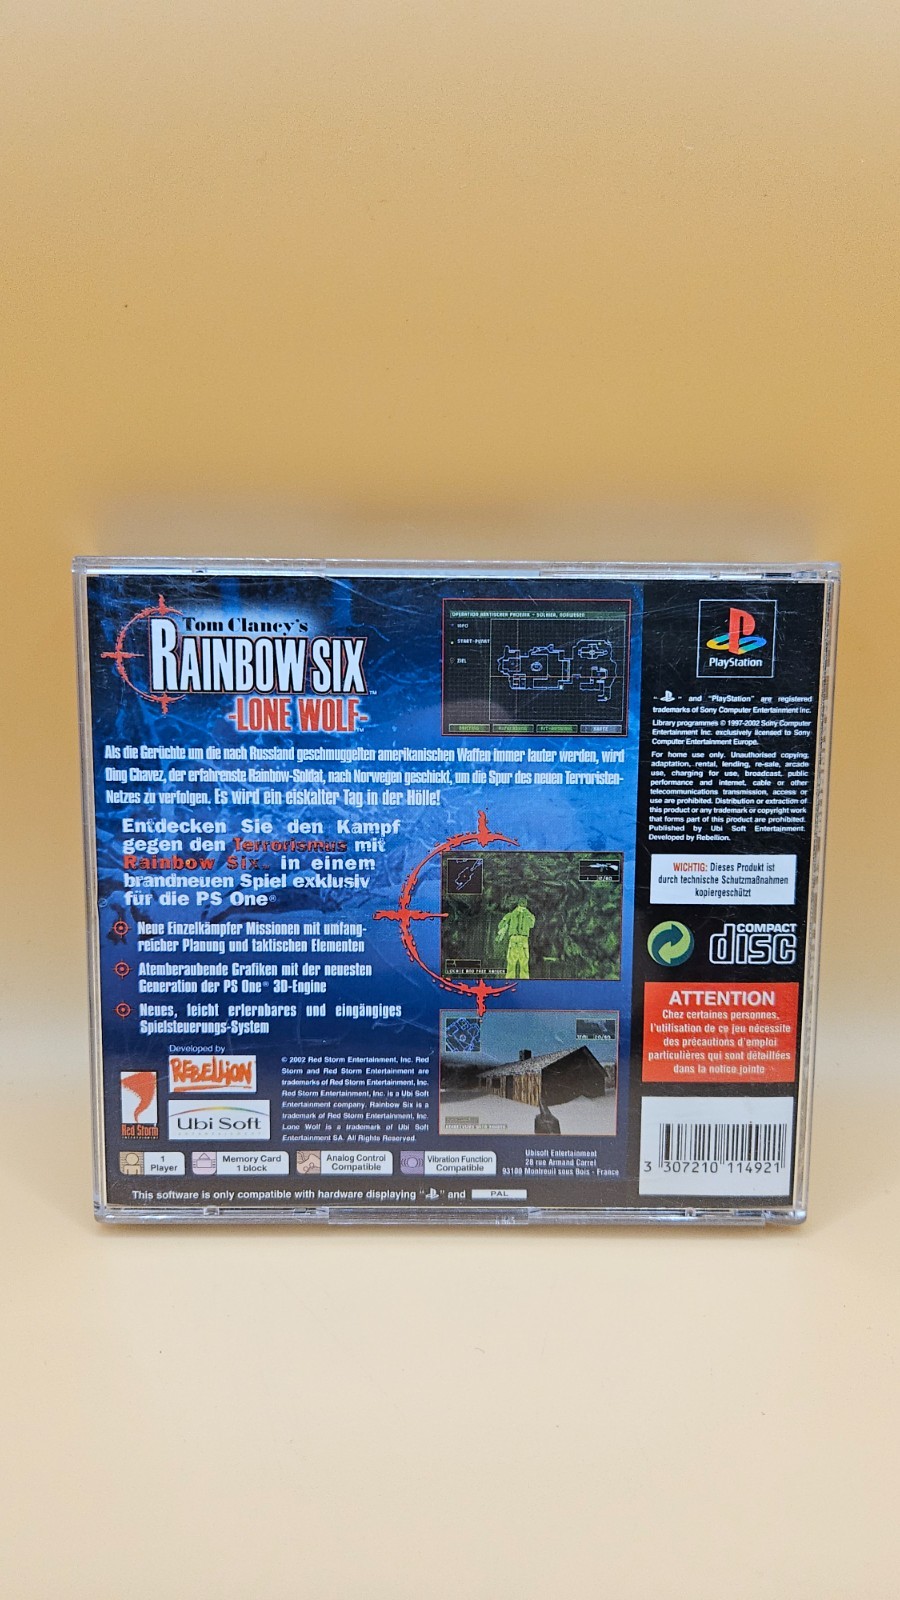 Tom Clancy's
RAINBOW SIX™
-LONE WOLF-™
Als die Gerüchte um die nach Russland geschmuggelten amerikanischen Waffen immer lauter werden, wird
Ding Chavez, der erfahrenste Rainbow-Soldat, nach Norwegen geschickt, um die Spur des neuen Terroristen-
Netzes zu verfolgen. Es wird ein eiskalter Tag in der Hölle!
Entdecken Sie den Kampf
gegen den Terrorismus mit
Rainbow Six™ in einem
brandneuen Spiel exklusiv
für die PS One®
Neue Einzelkämpfer Missionen mit umfang-
reicher Planung und taktischen Elementen
Atemberaubende Grafiken mit der neuesten
Generation der PS One® 3D-Engine
Neues, leicht erlernbares und eingängiges
Spielsteuerungs-System
Developed by
REBELLION
Red Storm
Ubi Soft
© 2002 Red Storm Entertainment, Inc. Red
Storm and Red Storm Entertainment are
trademarks of Red Storm Entertainment, Inc.
Red Storm Entertainment, Inc. is a Ubi Soft
Entertainment company. Rainbow Six is a
trademark of Red Storm Entertainment, Inc.
Lone Wolf is a trademark of Ubi Soft
Entertainment SA. All Rights Reserved.
1
Player
Memory Card
1 block
Analog Control
Compatible
Vibration Function
Compatible
Ubisoft Entertainment
28 rue Armand Carrel
93108 Montreuil sous Bois - France
This software is only compatible with hardware displaying " " and PAL
OPERATION ARKTISCHER PHOENIX - SOLNIER, NORWEGEN
INFO
START-PUNKT
ZIEL
PlayStation
" " and "PlayStation" are registered
trademarks of Sony Computer Entertainment Inc.
Library programmes © 1997-2002 Sony Computer
Entertainment Inc. exclusively licensed to Sony
Computer Entertainment Europe.
For home use only. Unauthorised copying,
adaptation, rental, lending, re-sale, arcade
use, charging for use, broadcast, public
performance and internet, cable or other
telecommunications transmission, access or
use are prohibited. Distribution or extraction of
this product or any trademark or copyright work
that forms part of this product are prohibited.
Published by Ubi Soft Entertainment.
Developed by Rebellion.
WICHTIG: Dieses Produkt ist
durch technische Schutzmaßnahmen
kopiergeschützt
COMPACT
disc
ATTENTION
Chez certaines personnes,
l'utilisation de ce jeu nécessite
des précautions d'emploi
particulières qui sont détaillées
dans la notice jointe
3 307210 114921